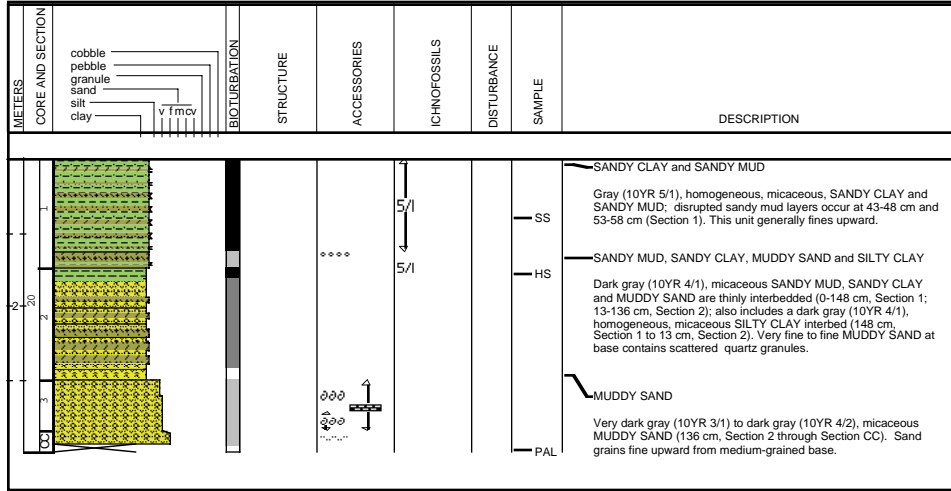 METERS
CORE AND SECTION
cobble
pebble
granule
sand
silt
clay
v f m c v
BIOTURBATION
STRUCTURE
ACCESSORIES
ICHNOFOSSILS
DISTURBANCE
SAMPLE
DESCRIPTION
2
20
1
2
3
CC
5/I
5/I
SS
HS
PAL
SANDY CLAY and SANDY MUD
Gray (10YR 5/1), homogeneous, micaceous, SANDY CLAY and
SANDY MUD; disrupted sandy mud layers occur at 43-48 cm and
53-58 cm (Section 1). This unit generally fines upward.
SANDY MUD, SANDY CLAY, MUDDY SAND and SILTY CLAY
Dark gray (10YR 4/1), micaceous SANDY MUD, SANDY CLAY
and MUDDY SAND are thinly interbedded (0-148 cm, Section 1;
13-136 cm, Section 2); also includes a dark gray (10YR 4/1),
homogeneous, micaceous SILTY CLAY interbed (148 cm,
Section 1 to 13 cm, Section 2). Very fine to fine MUDDY SAND at
base contains scattered quartz granules.
MUDDY SAND
Very dark gray (10YR 3/1) to dark gray (10YR 4/2), micaceous
MUDDY SAND (136 cm, Section 2 through Section CC). Sand
grains fine upward from medium-grained base.